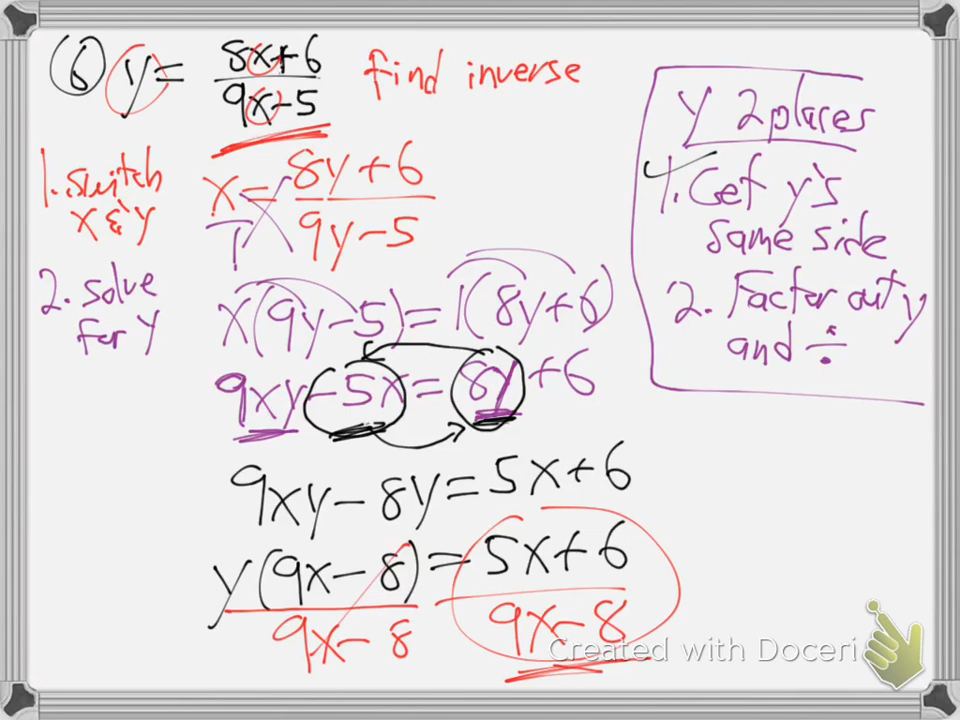 6 y = 8x+6 / 9x-5 find inverse
1. switch x & y
x = 8y+6 / 9y-5
1
2. solve for y
x(9y-5) = 1(8y+6)
9xy-5x = 8y+6
9xy-8y = 5x+6
y(9x-8) = 5x+6
9x-8 9x-8
y 2 places
1. Get y's
same side
2. Factor out y
and ÷
Created with Doceri